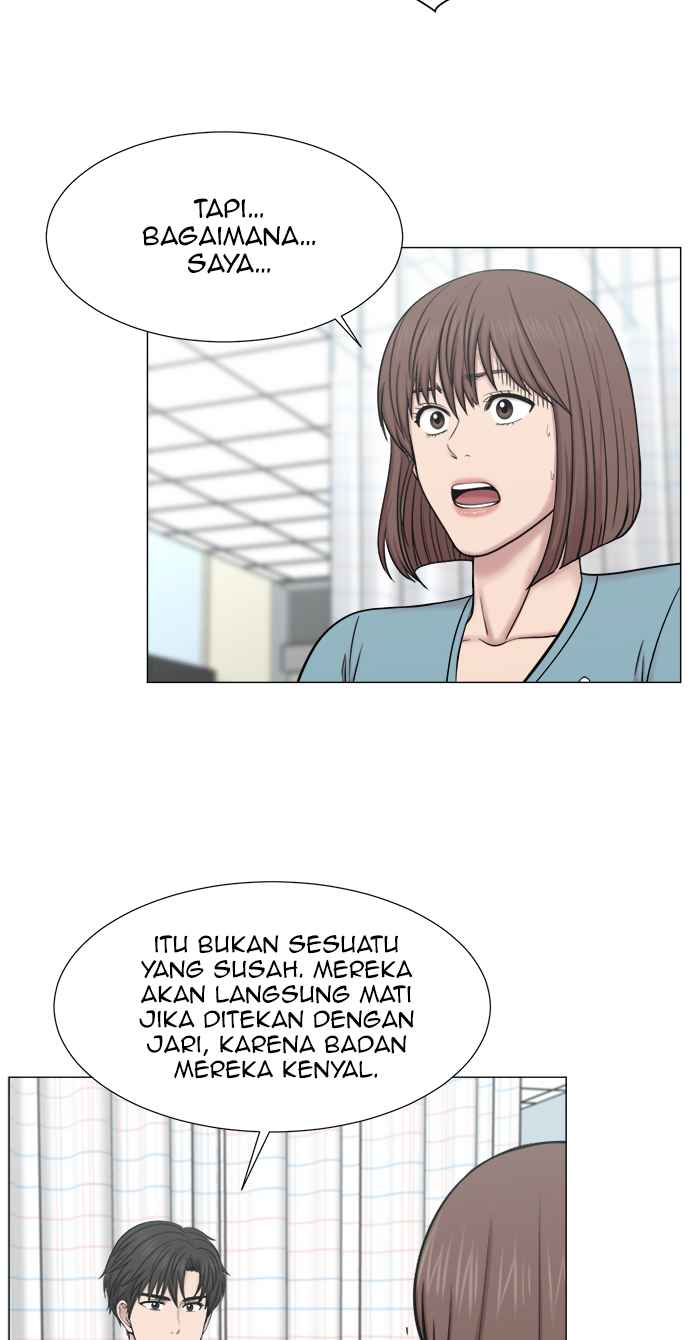 TAPI...
BAGAIMANA...
SAYA...
ITU BUKAN SESUATU
YANG SUSAH. MEREKA
AKAN LANGSUNG MATI
JIKA DITEKAN DENGAN
JARI, KARENA BADAN
MEREKA KENYAL.